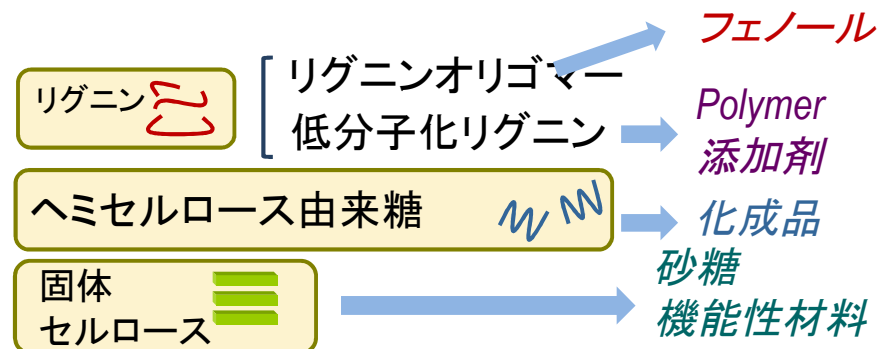 フェノール
リグニン
リグニンオリゴマー
低分子化リグニン
Polymer
添加剤
ヘミセルロース由来糖
化成品
固体
セルロース
砂糖
機能性材料